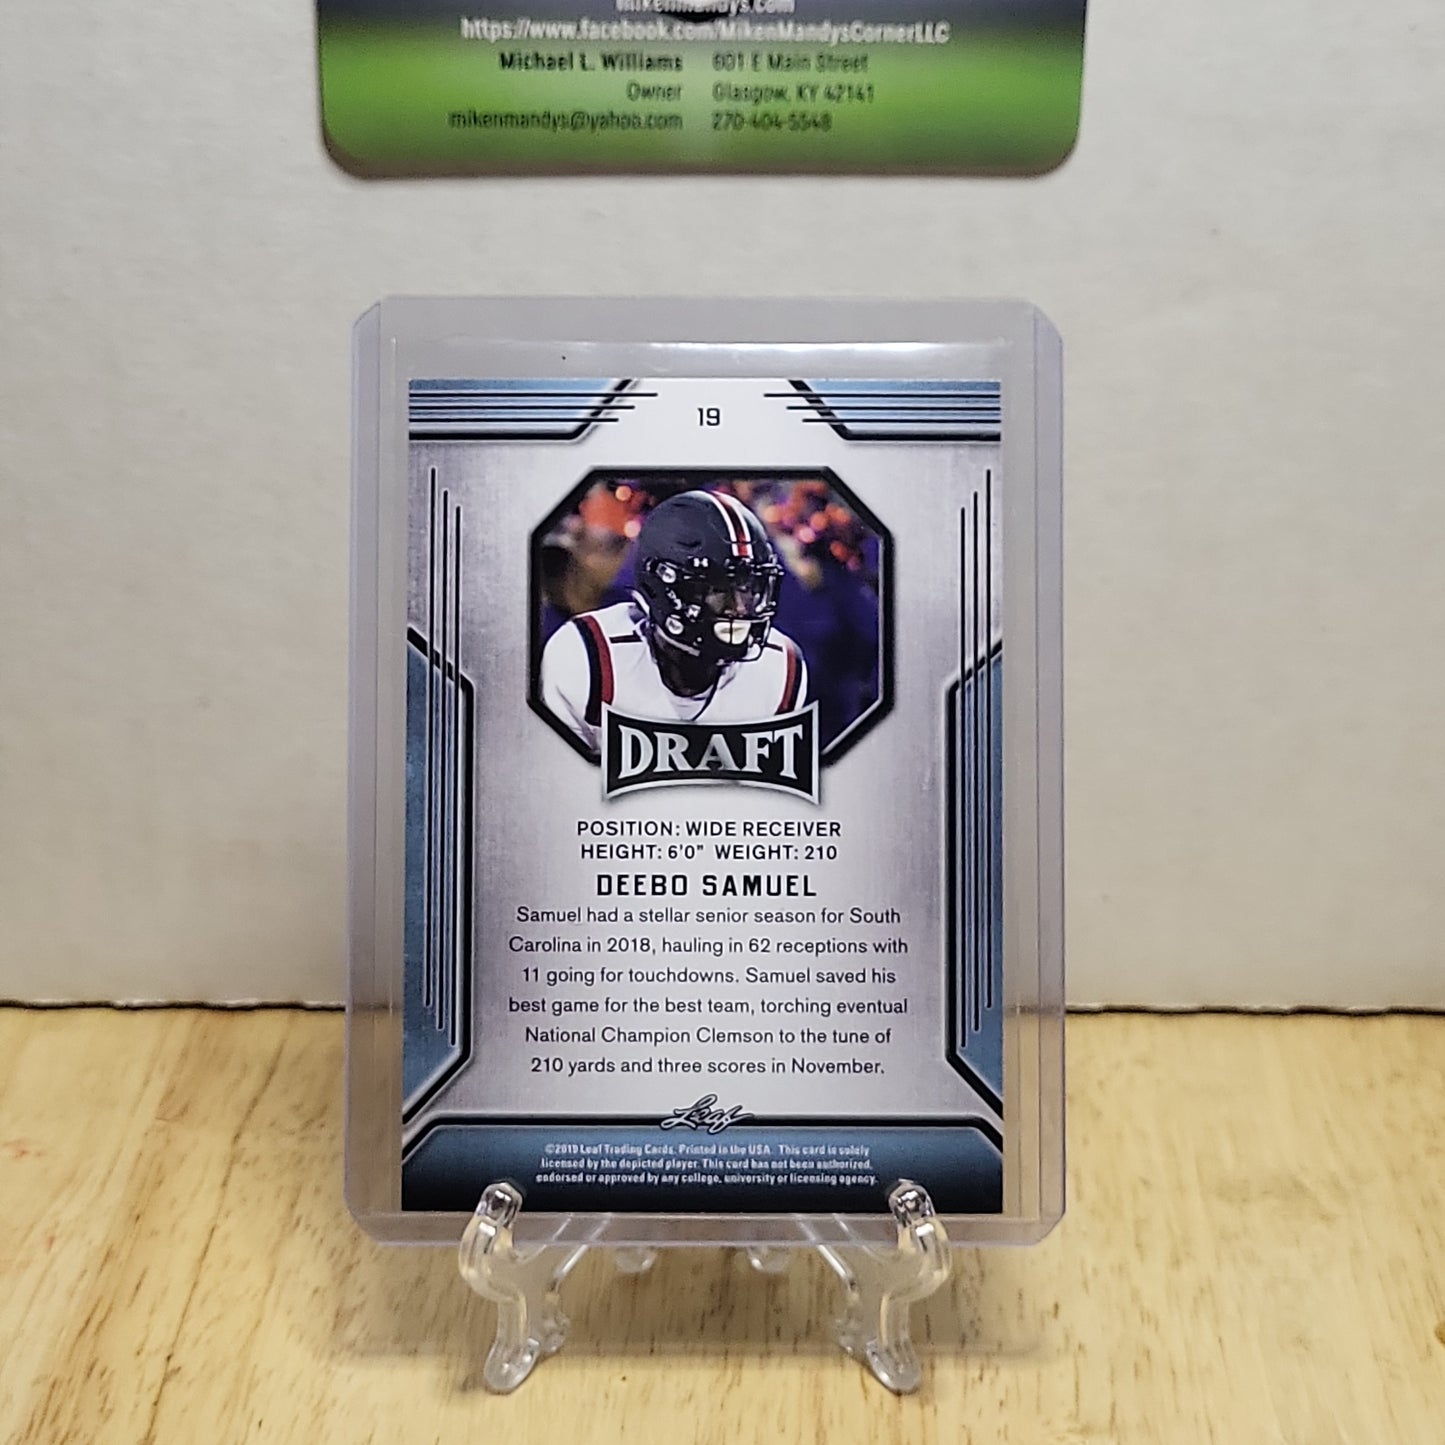 mikenmandys.com
https://www.facebook.com/MikenMandysCornerLLC
Michael L. Williams 601 E Main Street
Owner Glasgow, KY 42141
mikenmandys@yahoo.com 270-404-5548
19
DRAFT
POSITION: WIDE RECEIVER
HEIGHT: 6'0" WEIGHT: 210
DEEBO SAMUEL
Samuel had a stellar senior season for South
Carolina in 2018, hauling in 62 receptions with
11 going for touchdowns. Samuel saved his
best game for the best team, torching eventual
National Champion Clemson to the tune of
210 yards and three scores in November.
Leaf
©2019 Leaf Trading Cards. Printed in the USA. This card is solely
licensed by the depicted player. This card has not been authorized,
endorsed or approved by any college, university or licensing agency.